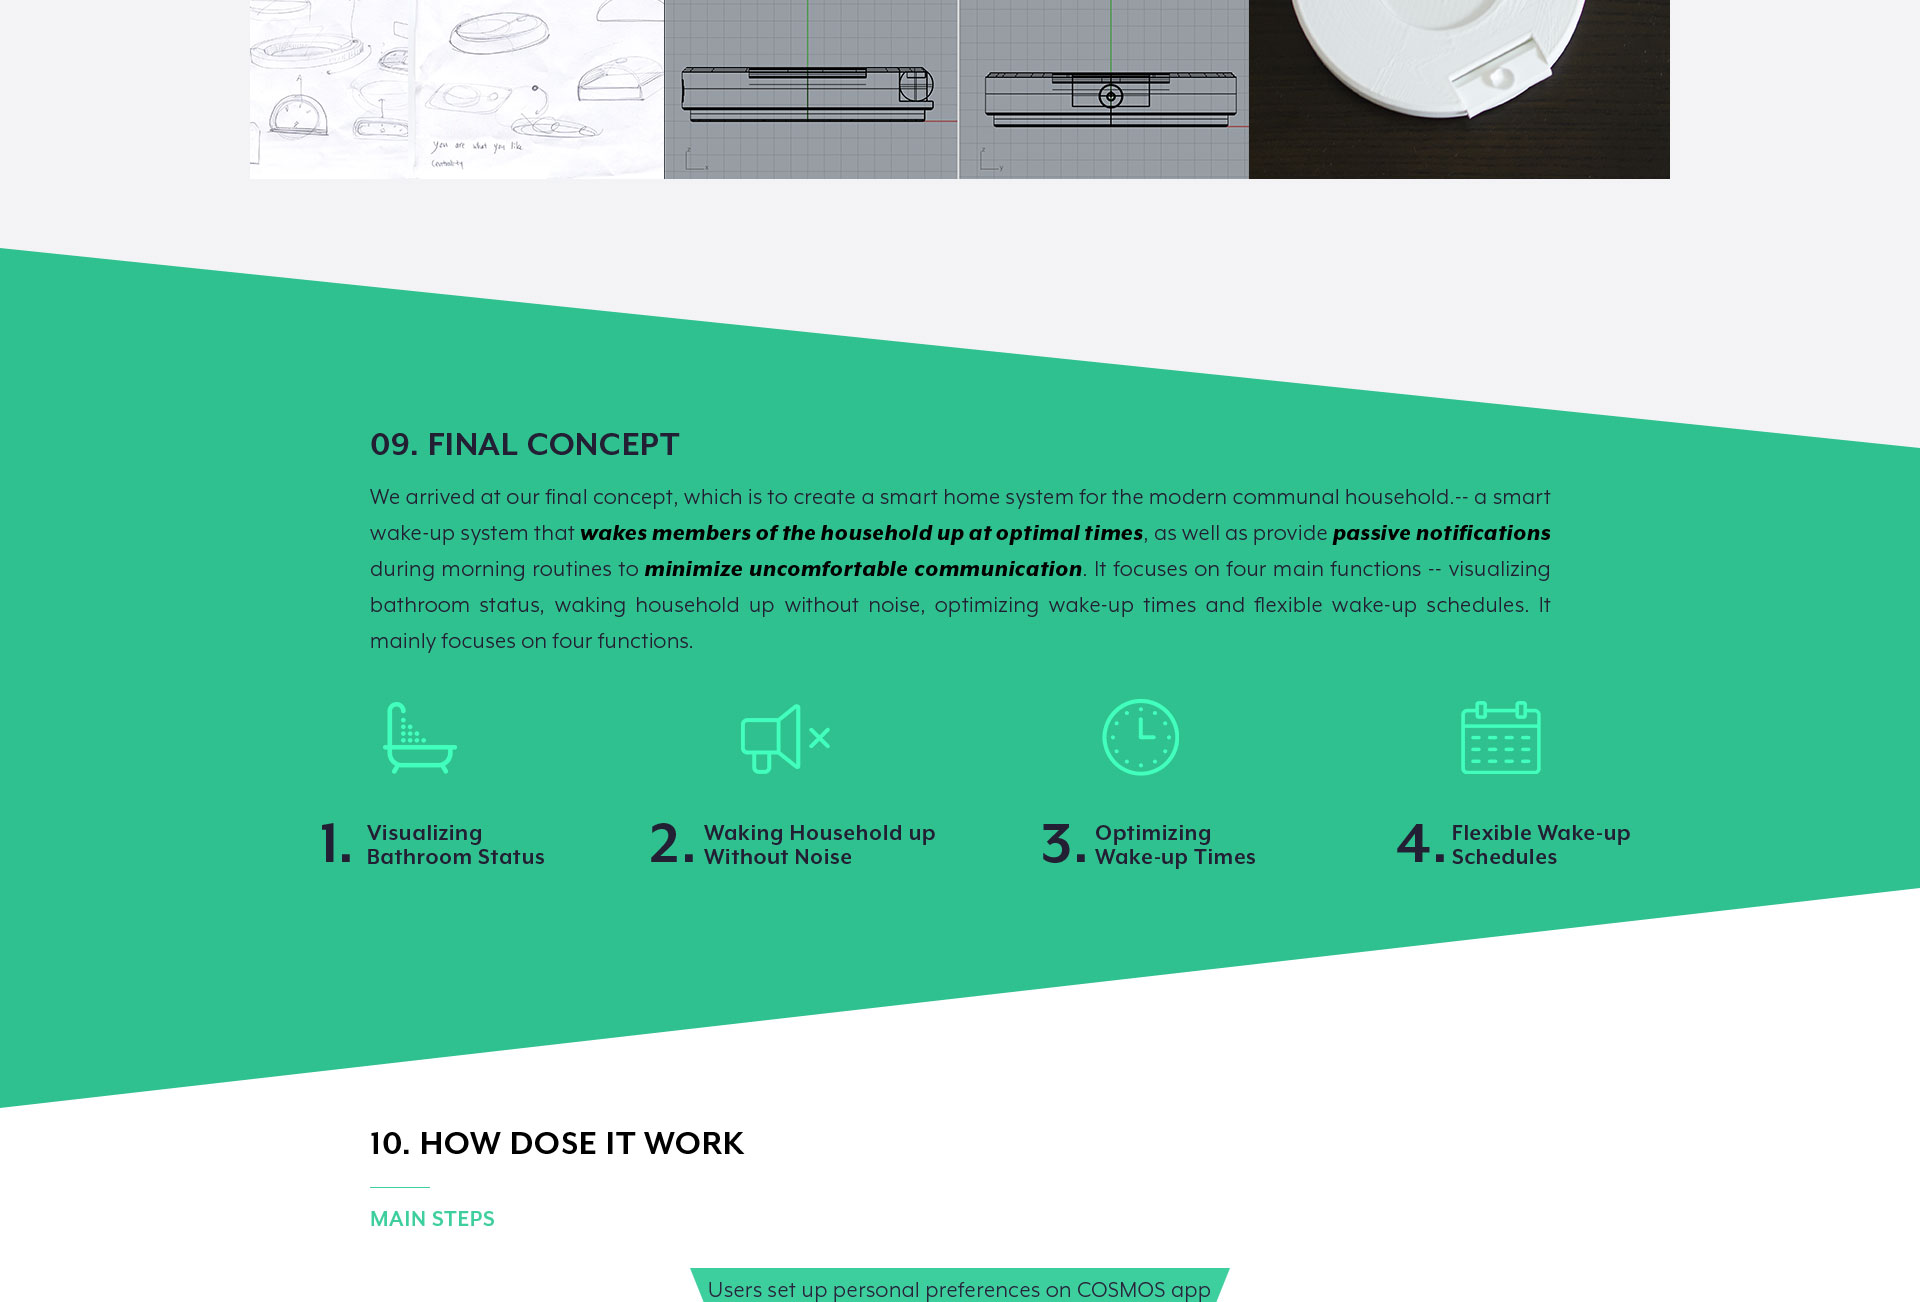 you are what you like
Centrality
09. FINAL CONCEPT
We arrived at our final concept, which is to create a smart home system for the modern communal household.-- a smart
wake-up system that wakes members of the household up at optimal times, as well as provide passive notifications
during morning routines to minimize uncomfortable communication. It focuses on four main functions -- visualizing
bathroom status, waking household up without noise, optimizing wake-up times and flexible wake-up schedules. It
mainly focuses on four functions.
1. Visualizing
Bathroom Status
2. Waking Household up
Without Noise
3. Optimizing
Wake-up Times
4. Flexible Wake-up
Schedules
10. HOW DOSE IT WORK
MAIN STEPS
Users set up personal preferences on COSMOS app